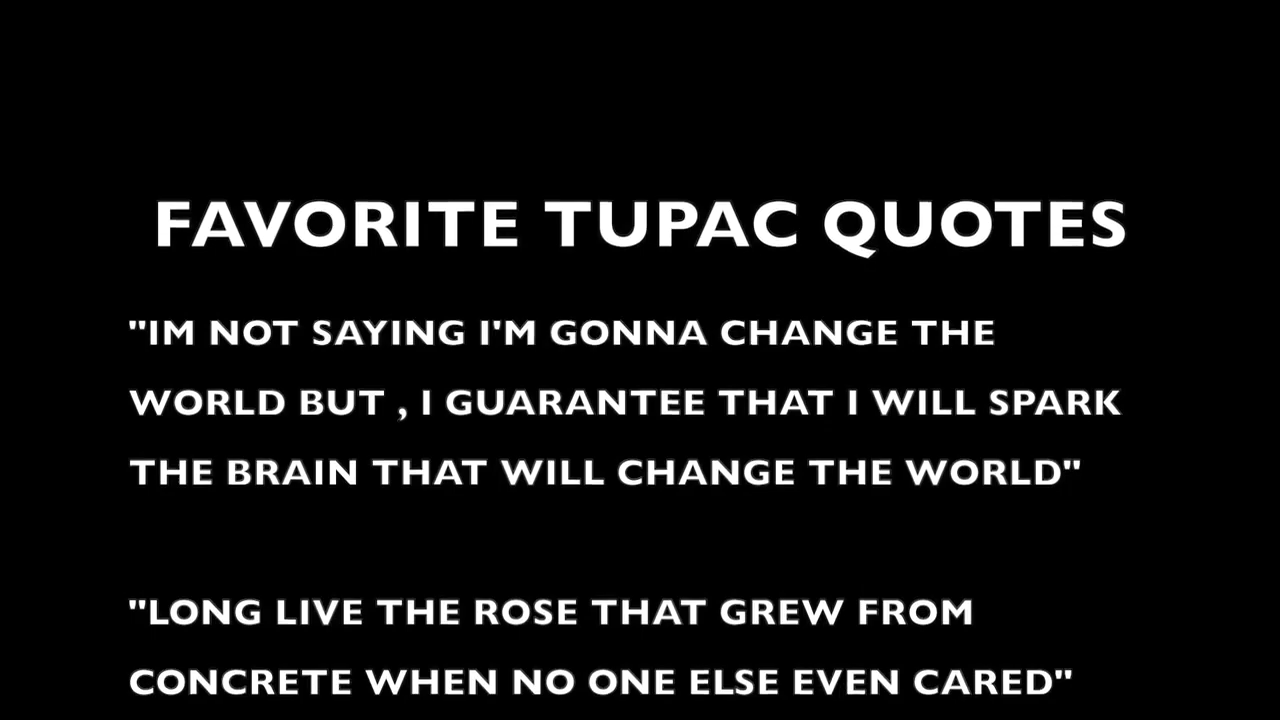 FAVORITE TUPAC QUOTES
"IM NOT SAYING I'M GONNA CHANGE THE
WORLD BUT , I GUARANTEE THAT I WILL SPARK
THE BRAIN THAT WILL CHANGE THE WORLD"
"LONG LIVE THE ROSE THAT GREW FROM
CONCRETE WHEN NO ONE ELSE EVEN CARED"